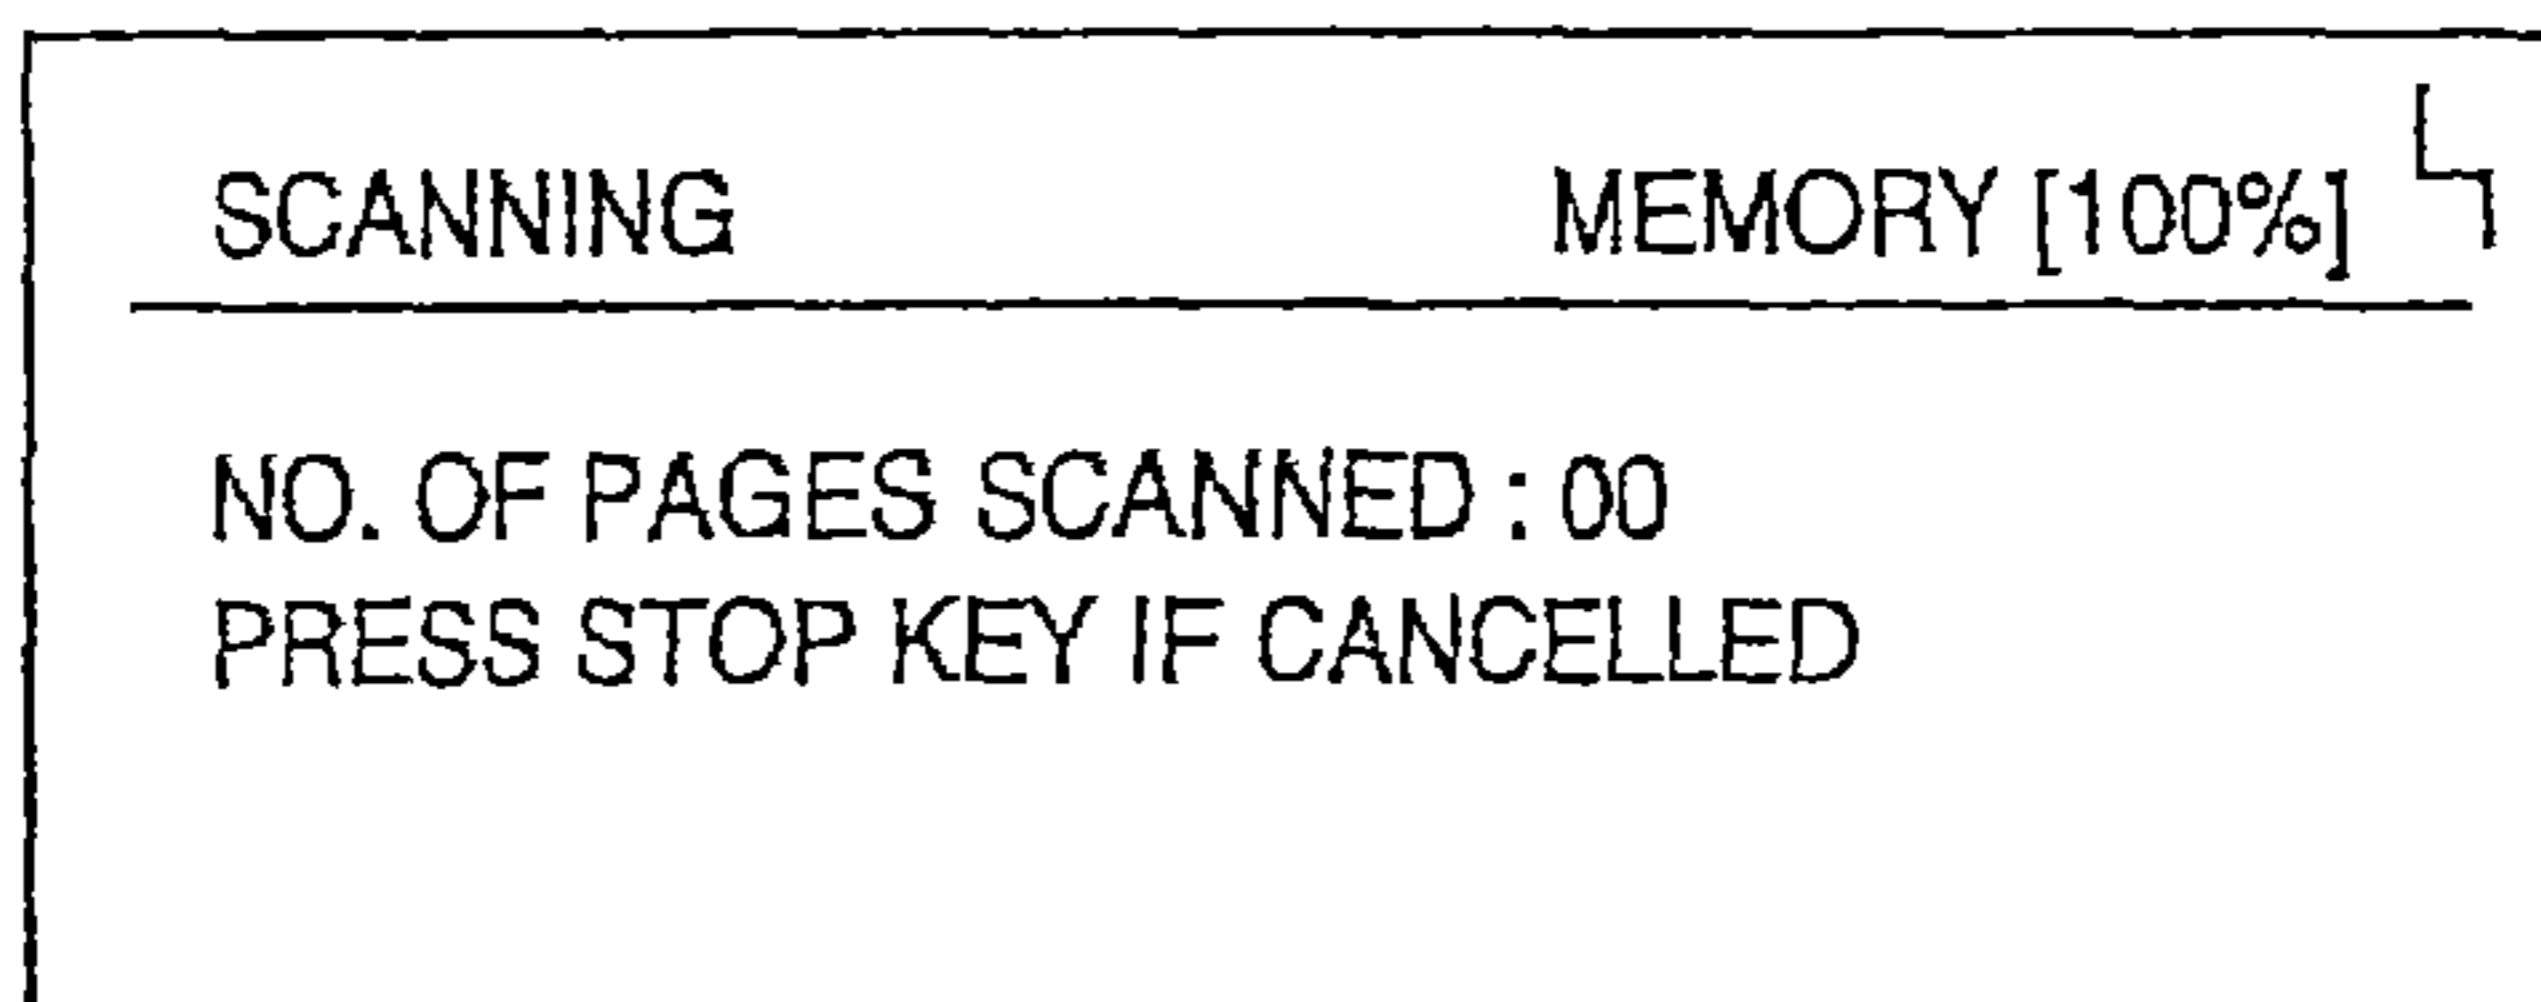 SCANNING MEMORY [100%]
NO. OF PAGES SCANNED : 00
PRESS STOP KEY IF CANCELLED